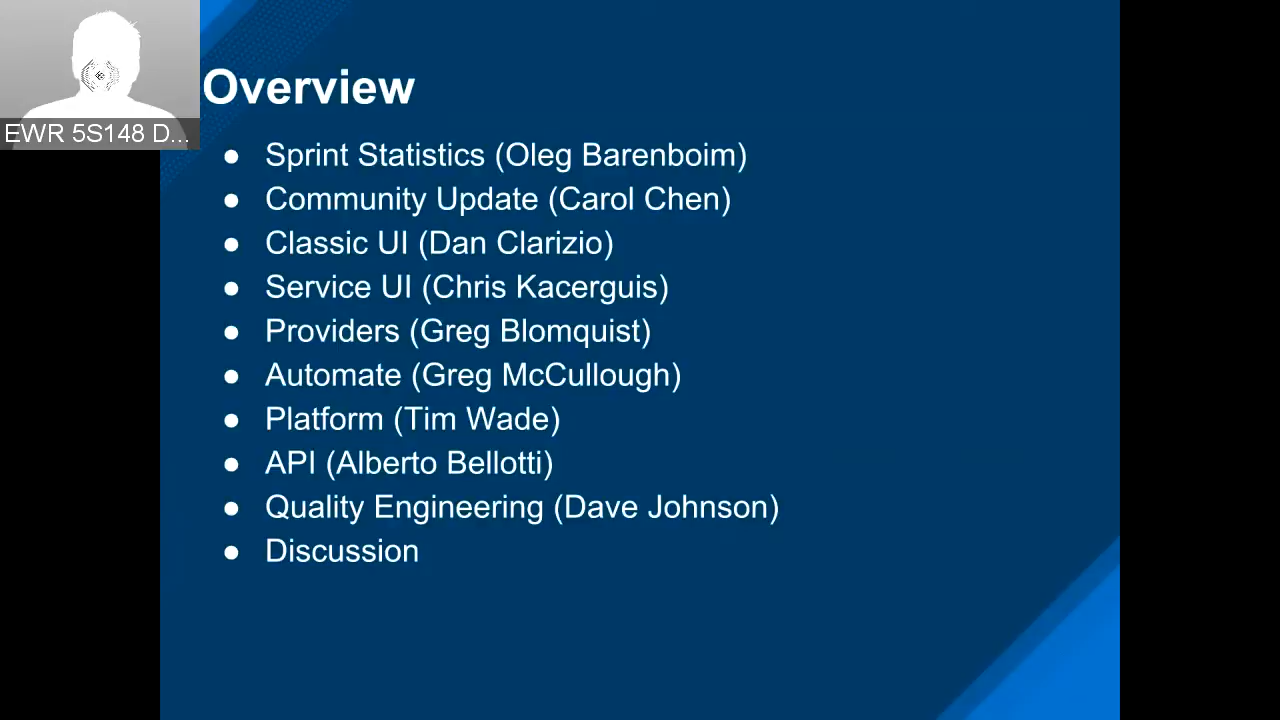 EWR 5S148 D...
Overview
● Sprint Statistics (Oleg Barenboim)
● Community Update (Carol Chen)
● Classic UI (Dan Clarizio)
● Service UI (Chris Kacerguis)
● Providers (Greg Blomquist)
● Automate (Greg McCullough)
● Platform (Tim Wade)
● API (Alberto Bellotti)
● Quality Engineering (Dave Johnson)
● Discussion